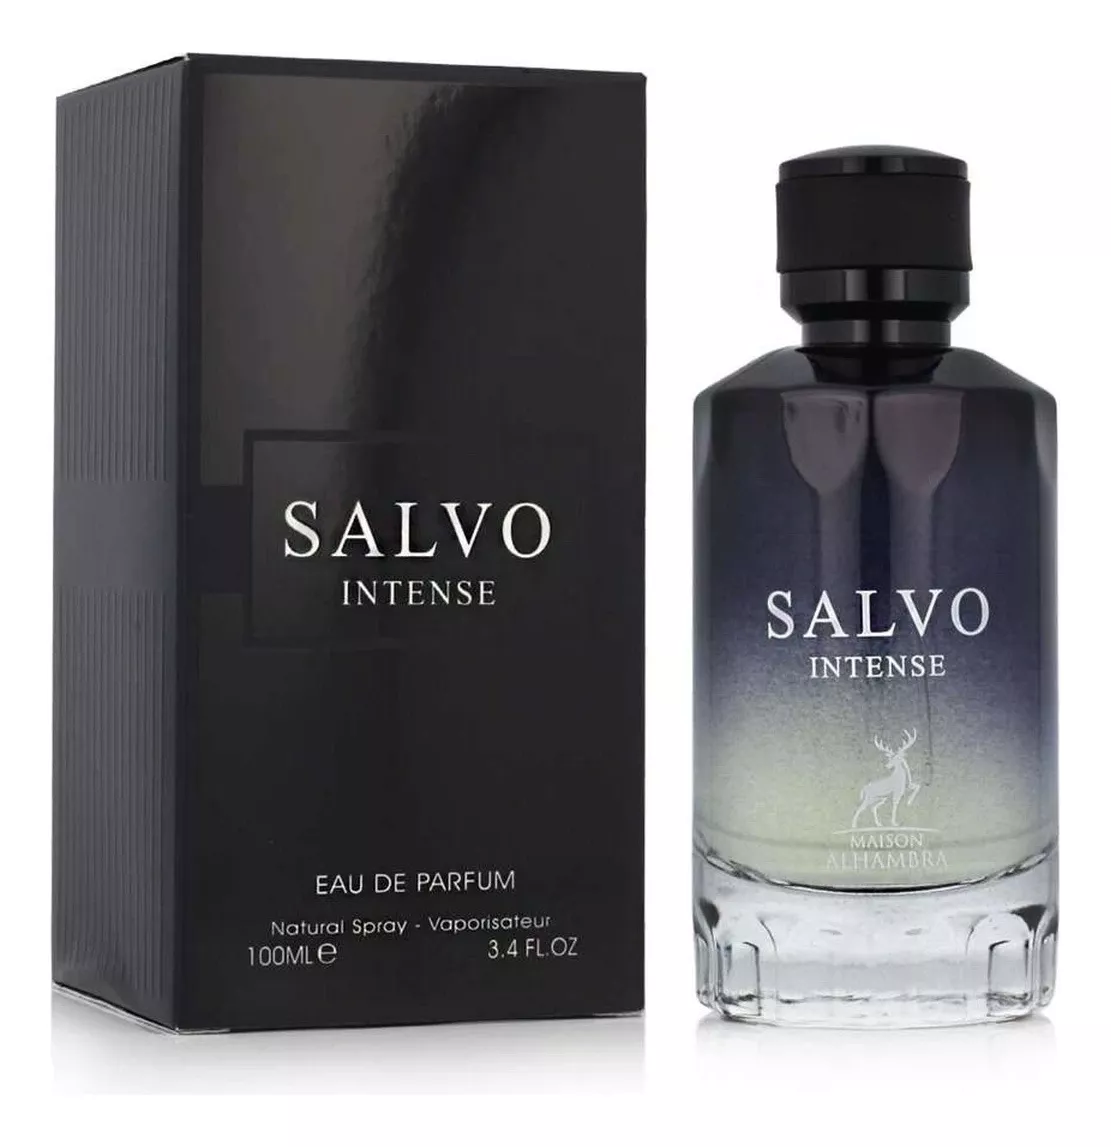 SALVO
INTENSE
EAU DE PARFUM
Natural Spray - Vaporisateur
100ML ℮
3.4 FL.OZ
SALVO
INTENSE
MAISON
ALHAMBRA